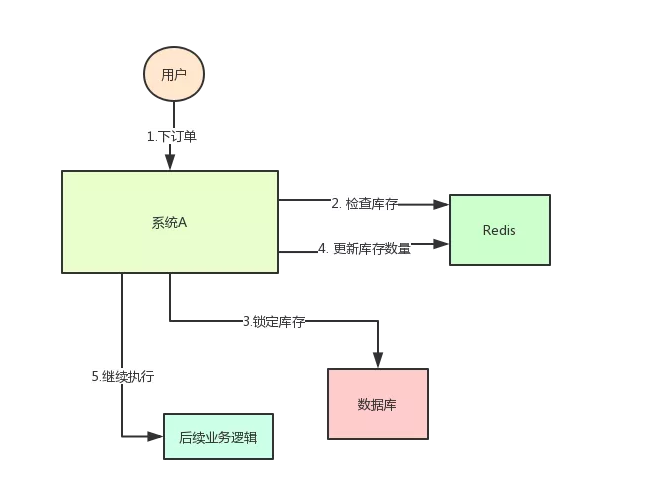 用户
1.下订单
系统A
2. 检查库存
Redis
4. 更新库存数量
3.锁定库存
5.继续执行
数据库
后续业务逻辑